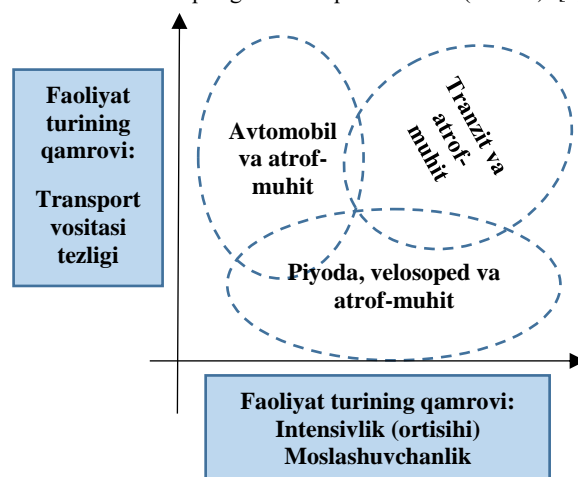 Faoliyat
turining
qamrovi:
Transport
vositasi
tezligi
Avtomobil
va atrof-
muhit
Tranzit va
atrof-
muhit
Piyoda, velosoped va
atrof-muhit
Faoliyat turining qamrovi:
Intensivlik (ortisihi)
Moslashuvchanlik